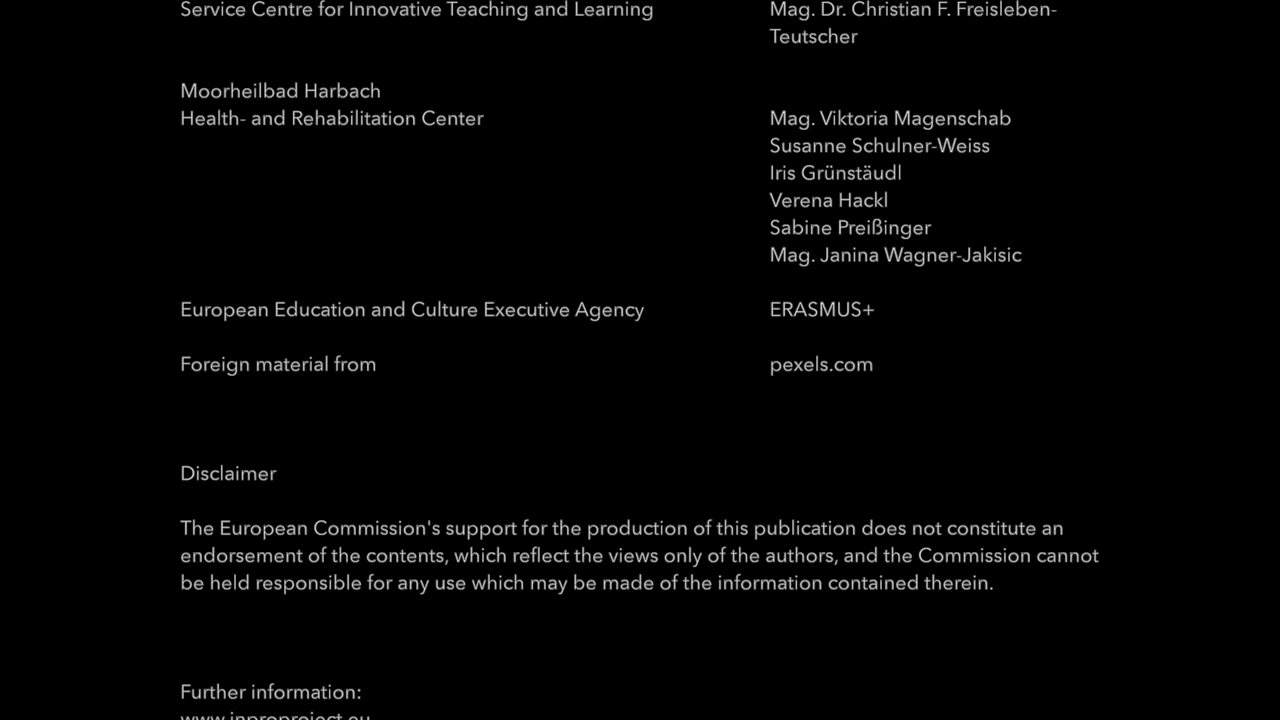 Service Centre for Innovative Teaching and Learning
Mag. Dr. Christian F. Freisleben-
Teutscher
Moorheilbad Harbach
Health- and Rehabilitation Center
Mag. Viktoria Magenschab
Susanne Schulner-Weiss
Iris Grünstäudl
Verena Hackl
Sabine Preißinger
Mag. Janina Wagner-Jakisic
European Education and Culture Executive Agency
ERASMUS+
Foreign material from
pexels.com
Disclaimer
The European Commission's support for the production of this publication does not constitute an
endorsement of the contents, which reflect the views only of the authors, and the Commission cannot
be held responsible for any use which may be made of the information contained therein.
Further information:
www.inproproject.eu